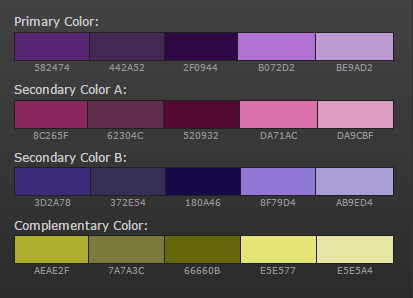 Primary Color:
582474 442A52 2F0944 B072D2 BE9AD2
Secondary Color A:
8C265F 62304C 520932 DA71AC DA9CBF
Secondary Color B:
3D2A78 372E54 180A46 8F79D4 AB9ED4
Complementary Color:
AEAE2F 7A7A3C 66660B E5E577 E5E5A4